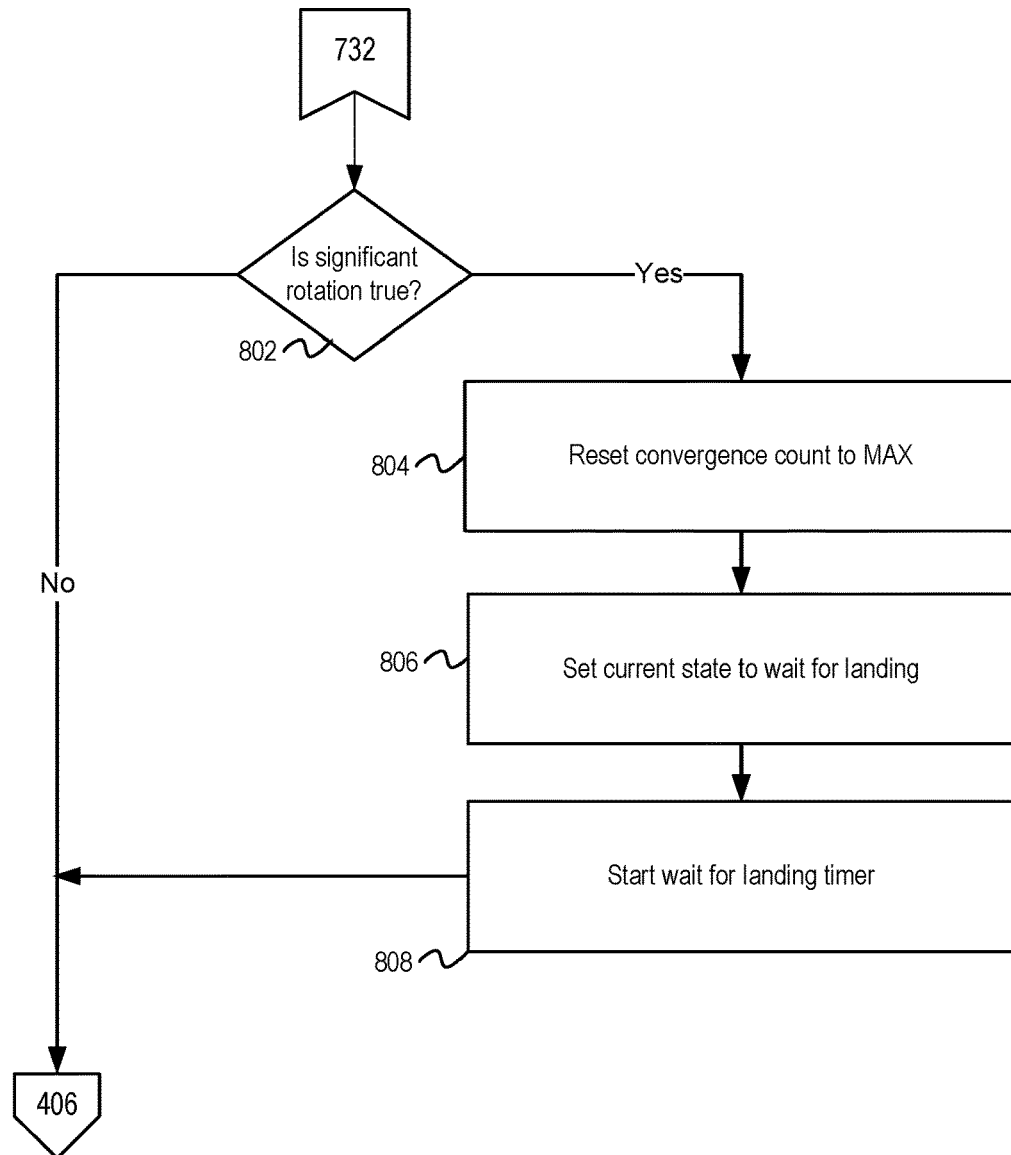 732
Is significant
rotation true?
802
Yes
Reset convergence count to MAX
804
No
Set current state to wait for landing
806
Start wait for landing timer
808
406